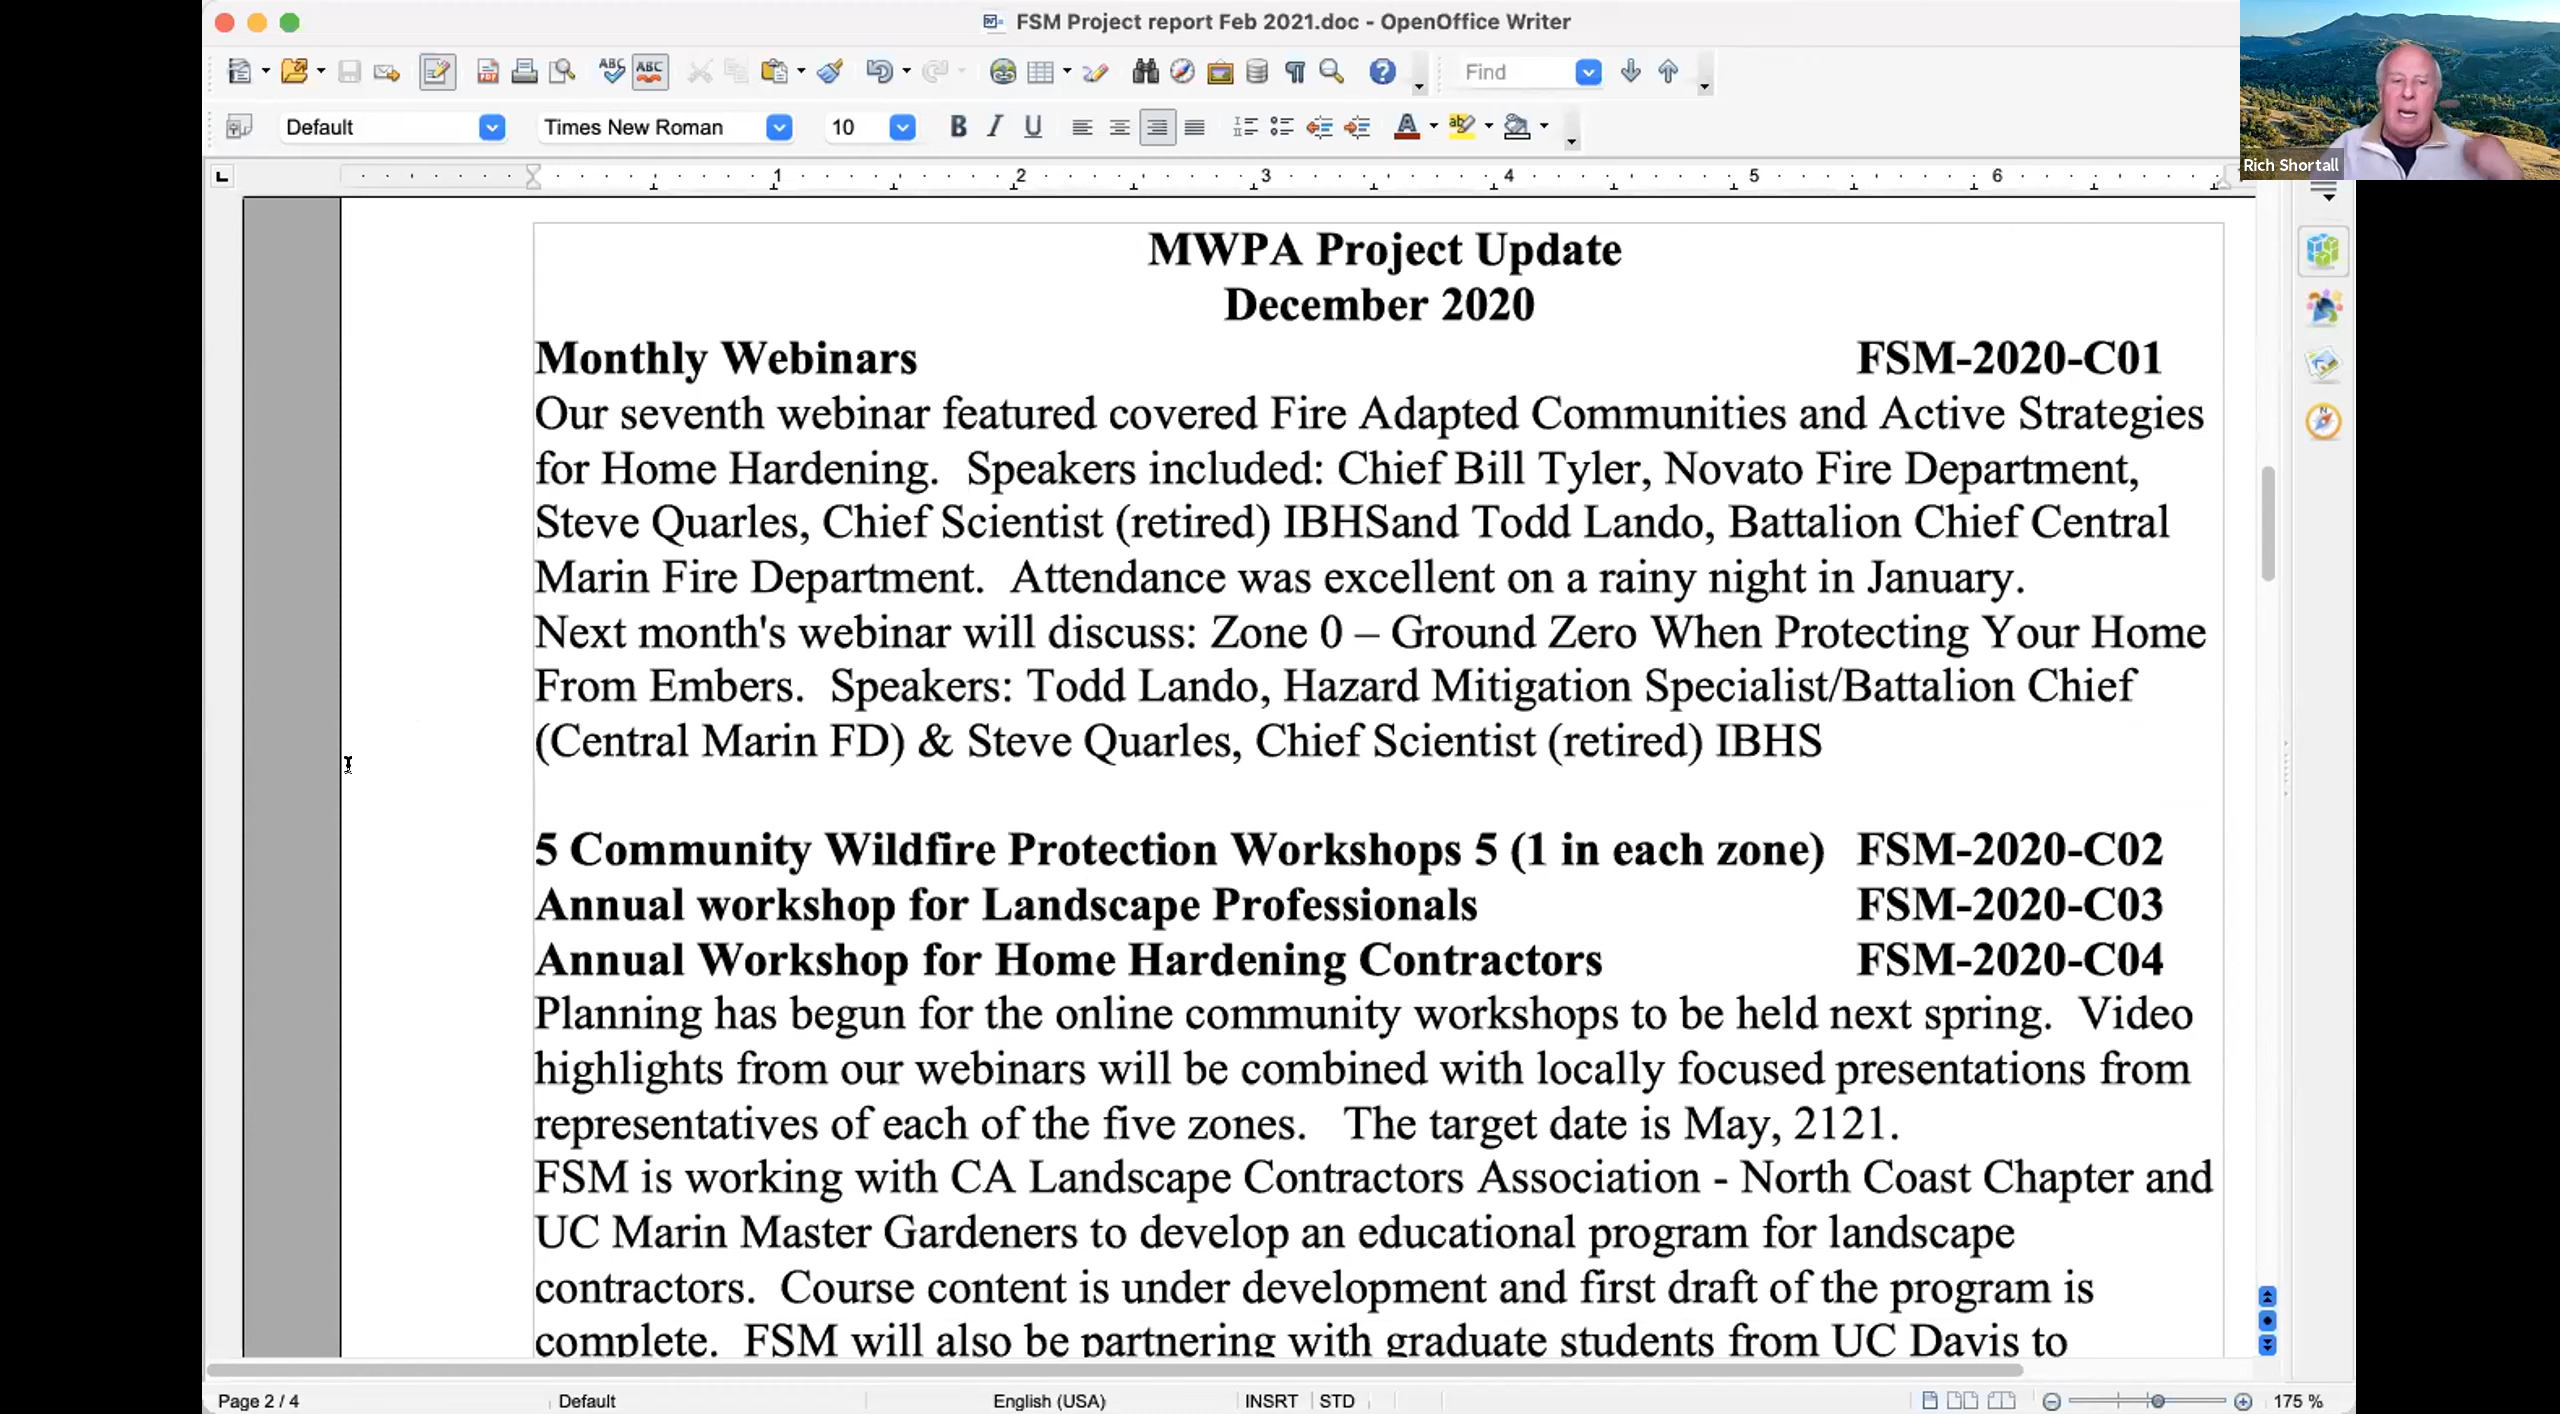 FSM Project report Feb 2021.doc - OpenOffice Writer
Find
Default
Times New Roman
10
B I U
Rich Shortall
1 2 3 4 5 6
MWPA Project Update
December 2020
Monthly Webinars FSM-2020-C01
Our seventh webinar featured covered Fire Adapted Communities and Active Strategies
for Home Hardening.  Speakers included: Chief Bill Tyler, Novato Fire Department,
Steve Quarles, Chief Scientist (retired) IBHSand Todd Lando, Battalion Chief Central
Marin Fire Department.  Attendance was excellent on a rainy night in January.
Next month's webinar will discuss: Zone 0 – Ground Zero When Protecting Your Home
From Embers.  Speakers: Todd Lando, Hazard Mitigation Specialist/Battalion Chief
(Central Marin FD) & Steve Quarles, Chief Scientist (retired) IBHS
5 Community Wildfire Protection Workshops 5 (1 in each zone) FSM-2020-C02
Annual workshop for Landscape Professionals FSM-2020-C03
Annual Workshop for Home Hardening Contractors FSM-2020-C04
Planning has begun for the online community workshops to be held next spring.  Video
highlights from our webinars will be combined with locally focused presentations from
representatives of each of the five zones.   The target date is May, 2121.
FSM is working with CA Landscape Contractors Association - North Coast Chapter and
UC Marin Master Gardeners to develop an educational program for landscape
contractors.  Course content is under development and first draft of the program is
complete.  FSM will also be partnering with graduate students from UC Davis to
Page 2 / 4 Default English (USA) INSRT STD 175 %